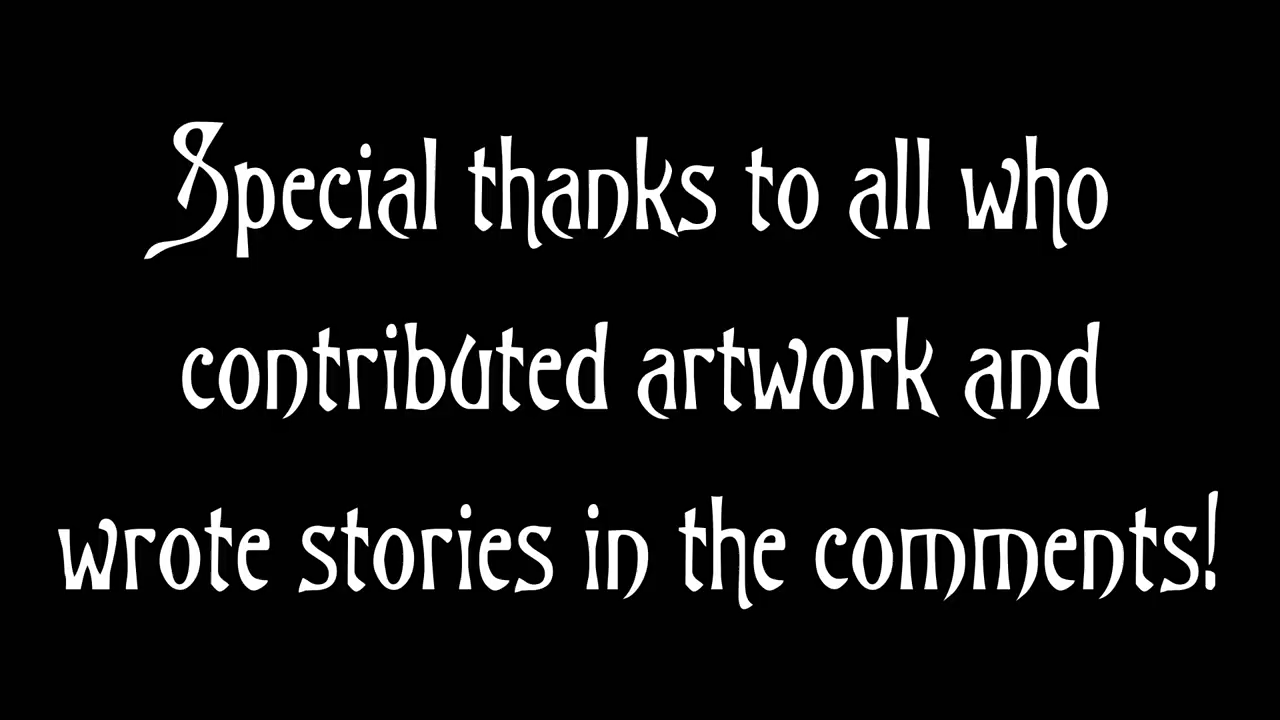 Special thanks to all who
contributed artwork and
wrote stories in the comments!